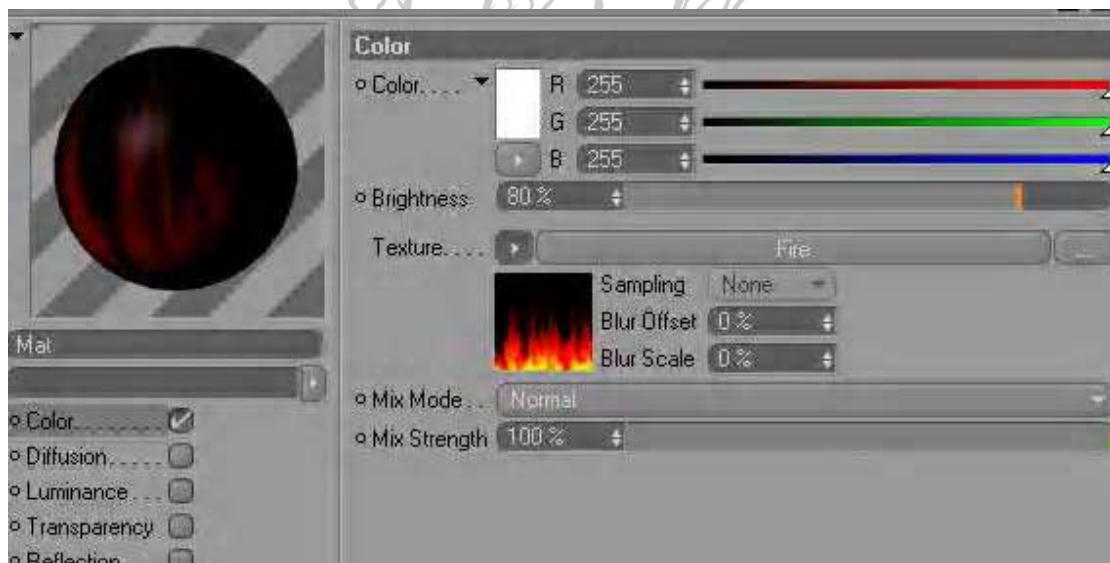 Color
Color.... R 255
G 255
B 255
Brightness 80 %
Texture..... Fire ...
Sampling None
Blur Offset 0 %
Blur Scale 0 %
Mix Mode... Normal
Mix Strength 100 %
Mat
Color........
Diffusion.....
Luminance...
Transparency
Reflection